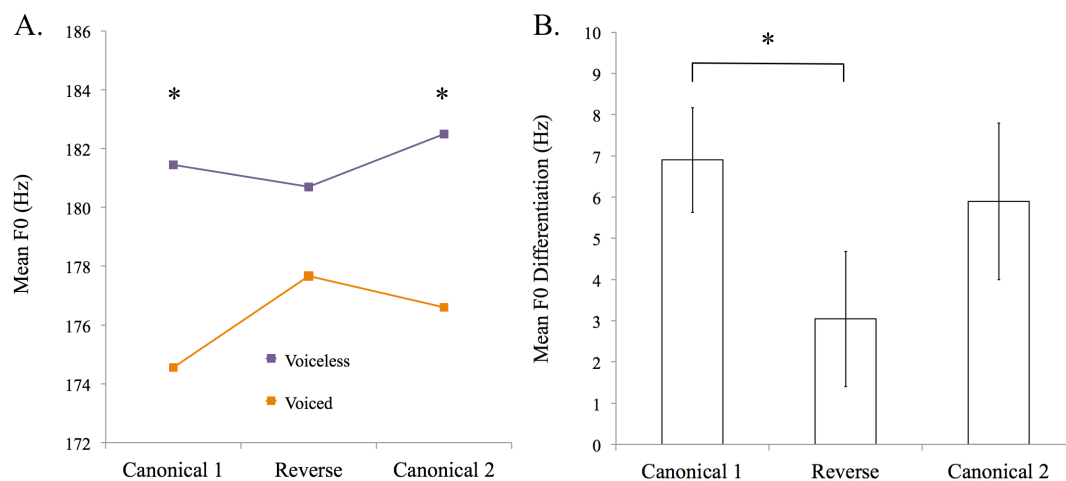 A.
Mean F0 (Hz)
186
184
182
180
178
176
174
172
*
*
Voiceless
Voiced
Canonical 1
Reverse
Canonical 2
B.
Mean F0 Differentiation (Hz)
10
9
8
7
6
5
4
3
2
1
0
*
Canonical 1
Reverse
Canonical 2